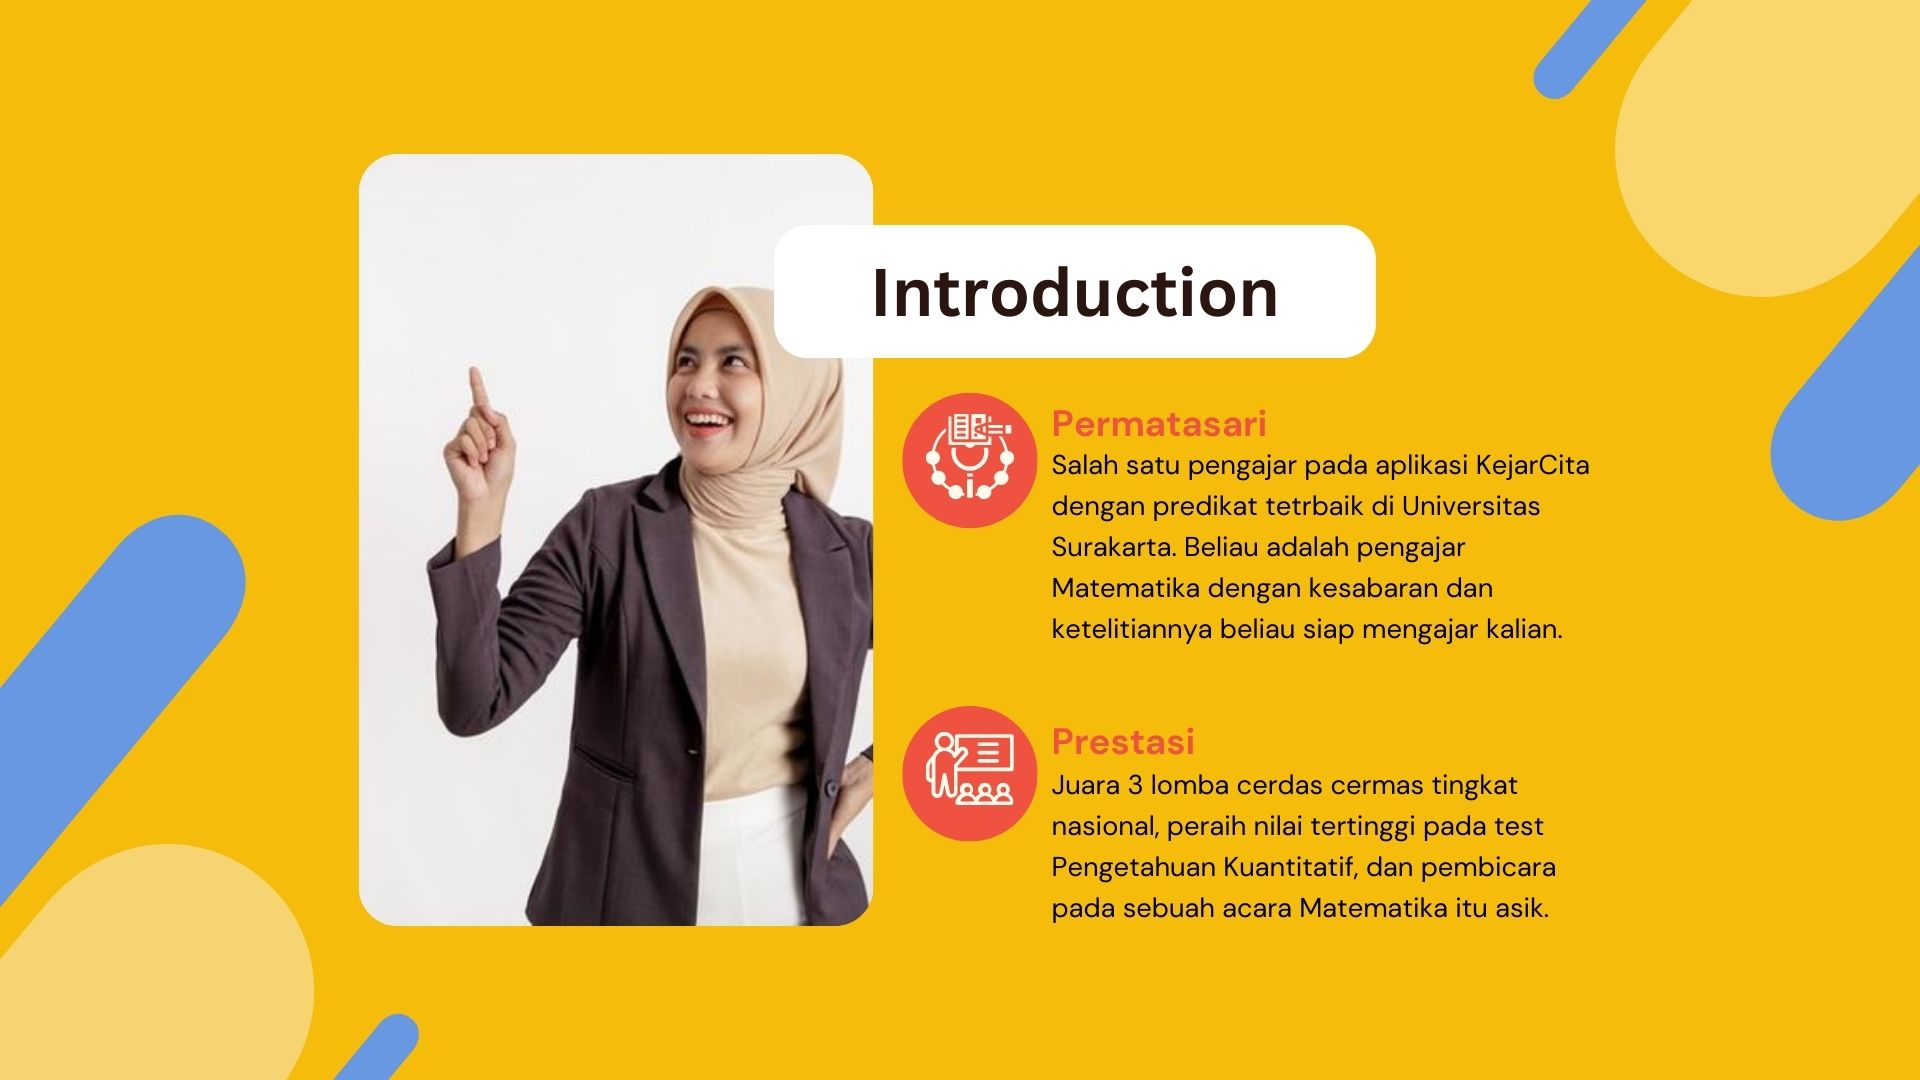 Introduction
Permatasari
Salah satu pengajar pada aplikasi KejarCita
dengan predikat tetrbaik di Universitas
Surakarta. Beliau adalah pengajar
Matematika dengan kesabaran dan
ketelitiannya beliau siap mengajar kalian.
Prestasi
Juara 3 lomba cerdas cermas tingkat
nasional, peraih nilai tertinggi pada test
Pengetahuan Kuantitatif, dan pembicara
pada sebuah acara Matematika itu asik.